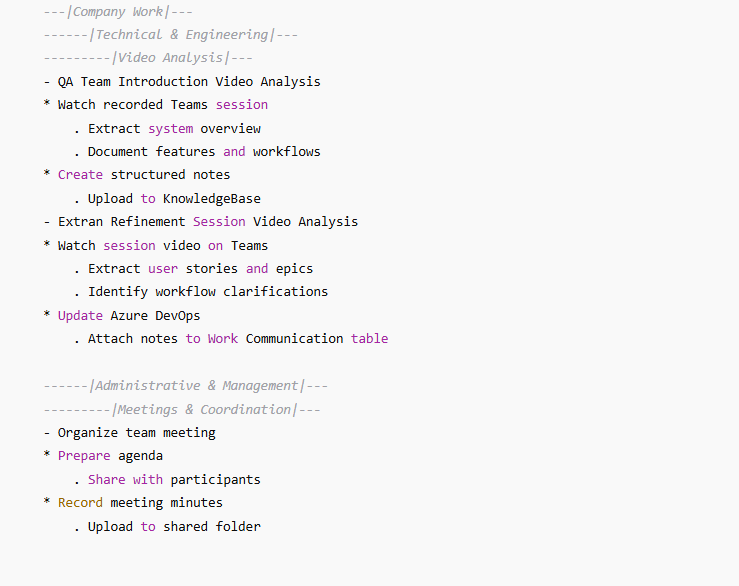 ---|Company Work|---
------|Technical & Engineering|---
---------|Video Analysis|---
- QA Team Introduction Video Analysis
* Watch recorded Teams session
    . Extract system overview
    . Document features and workflows
* Create structured notes
    . Upload to KnowledgeBase
- Extran Refinement Session Video Analysis
* Watch session video on Teams
    . Extract user stories and epics
    . Identify workflow clarifications
* Update Azure DevOps
    . Attach notes to Work Communication table

------|Administrative & Management|---
---------|Meetings & Coordination|---
- Organize team meeting
* Prepare agenda
    . Share with participants
* Record meeting minutes
    . Upload to shared folder